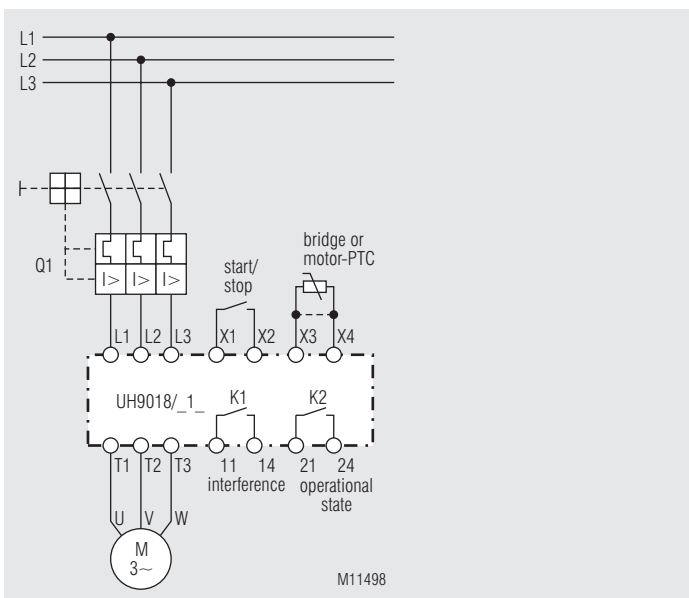 L1
L2
L3
bridge or
motor-PTC
start/
stop
Q1
I> I> I>
L1 L2 L3 X1 X2 X3 X4
UH9018/_1_ K1 K2
T1 T2 T3 11 14 21 24
interference operational
state
U V W
M
3~
M11498